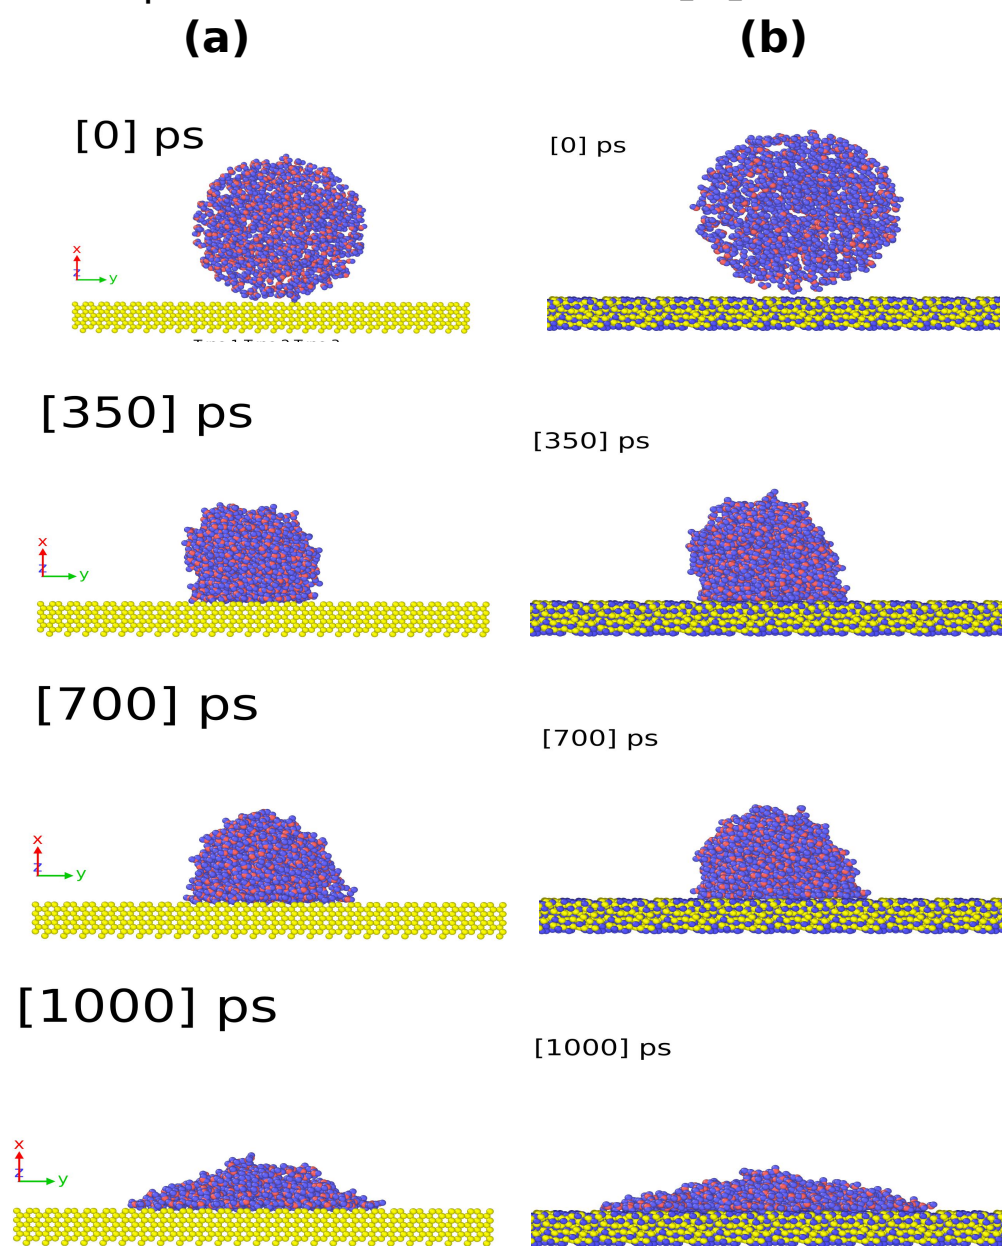 (a)
(b)
[0] ps
[0] ps
x
z
y
[350] ps
[350] ps
x
z
y
[700] ps
[700] ps
x
z
y
[1000] ps
[1000] ps
x
z
y